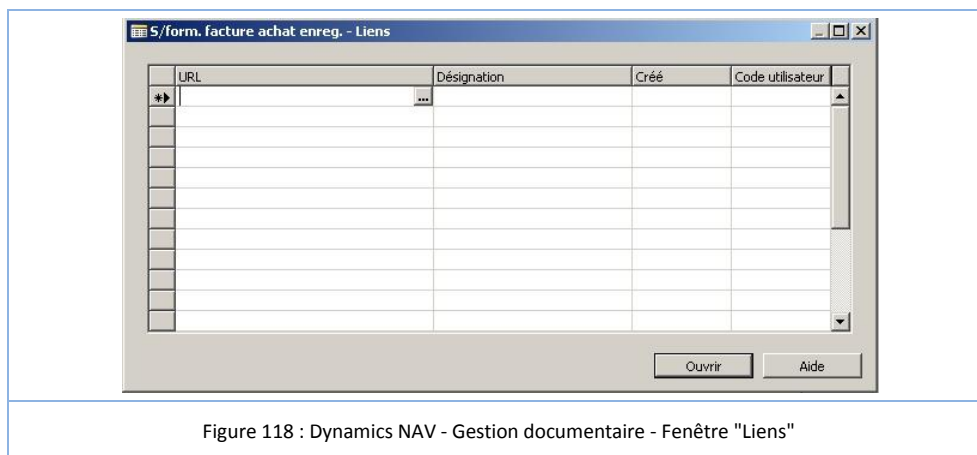 S/form. facture achat enreg. - Liens
URL Désignation Créé Code utilisateur
...
Ouvrir Aide
Figure 118 : Dynamics NAV - Gestion documentaire - Fenêtre "Liens"